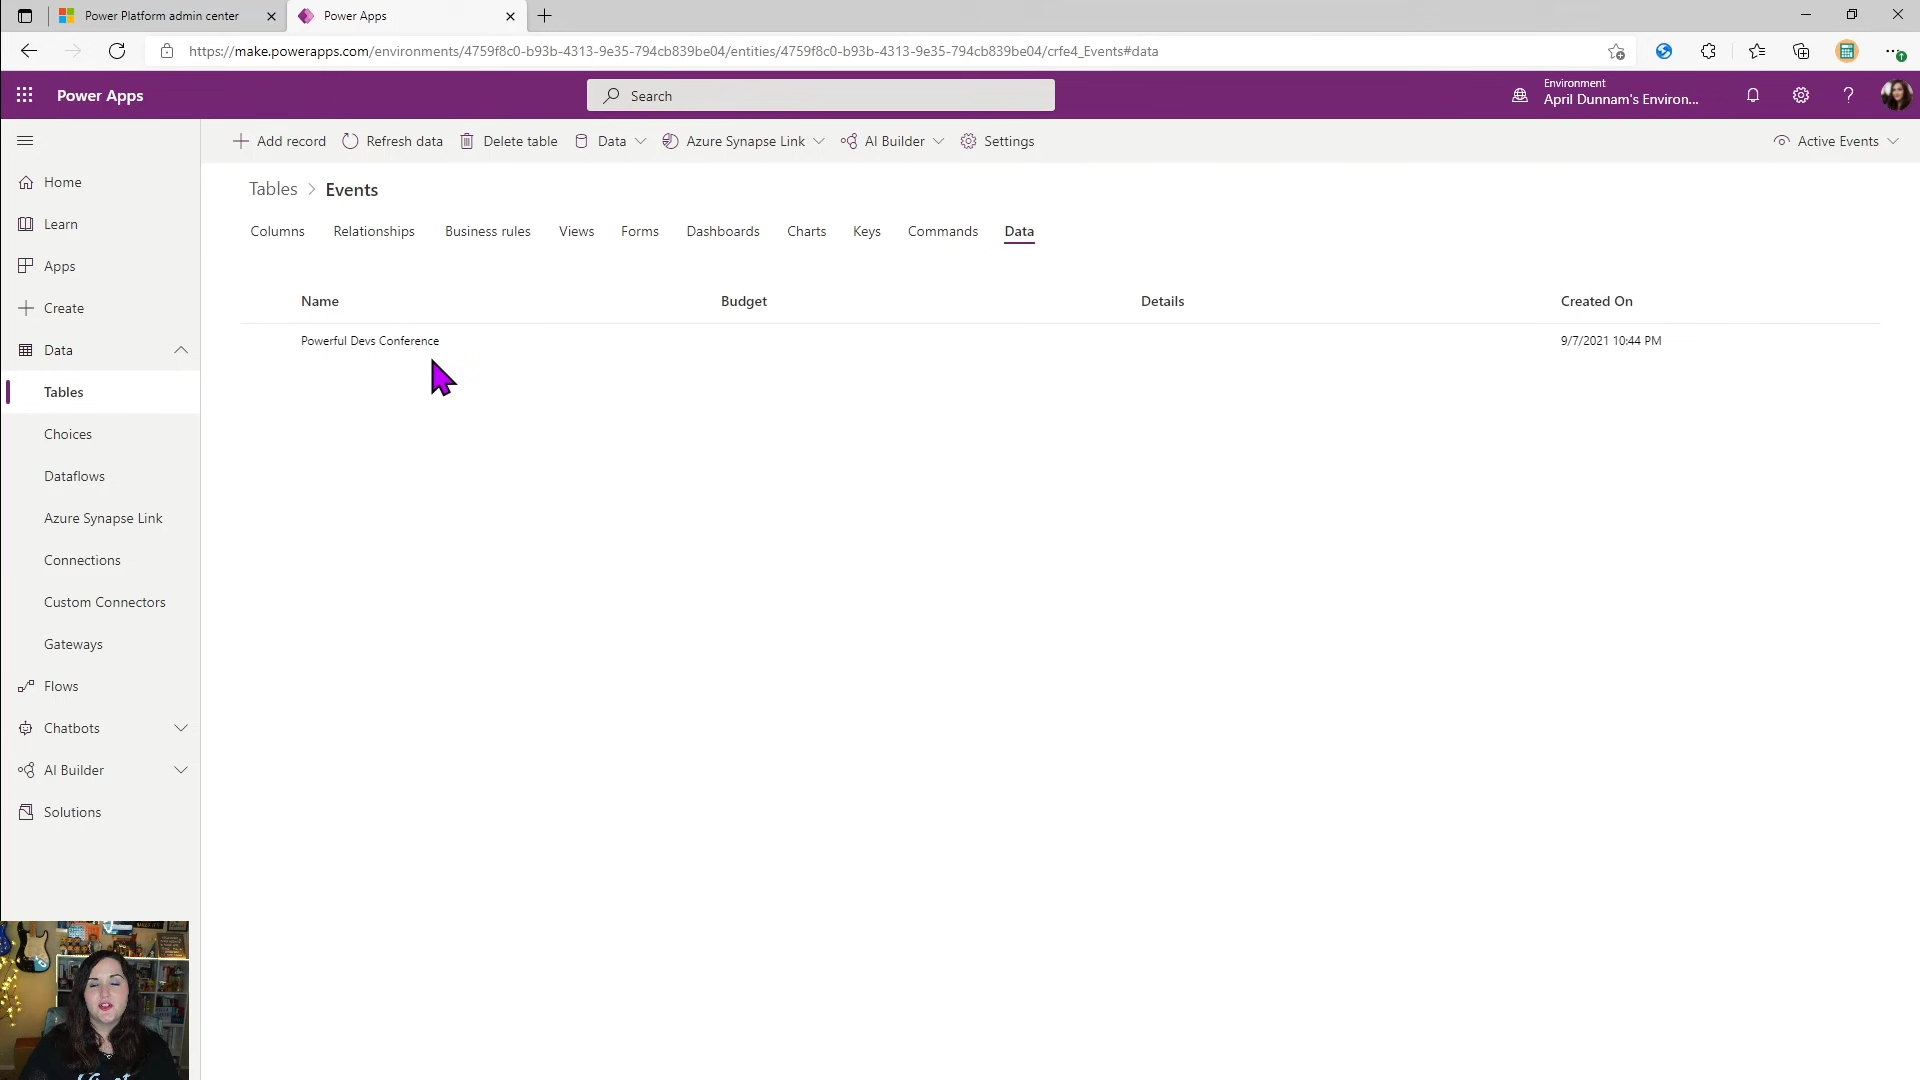 Power Platform admin center
Power Apps
https://make.powerapps.com/environments/4759f8c0-b93b-4313-9e35-794cb839be04/entities/4759f8c0-b93b-4313-9e35-794cb839be04/crfe4_Events#data
Power Apps
Search
Environment
April Dunnam's Environ...
Add record
Refresh data
Delete table
Data
Azure Synapse Link
AI Builder
Settings
Active Events
Home
Learn
Apps
Create
Data
Tables
Choices
Dataflows
Azure Synapse Link
Connections
Custom Connectors
Gateways
Flows
Chatbots
AI Builder
Solutions
Tables > Events
Columns Relationships Business rules Views Forms Dashboards Charts Keys Commands Data
Name Budget Details Created On
Powerful Devs Conference 9/7/2021 10:44 PM